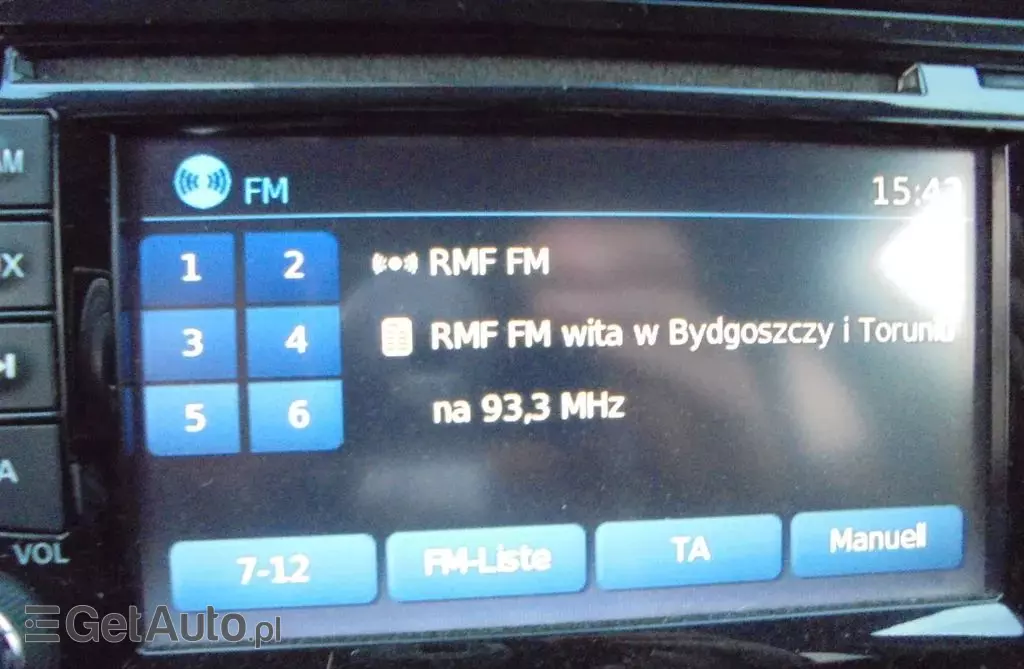 FM
15:42
1 2
RMF FM
3 4
RMF FM wita w Bydgoszczy i Toruniu
5 6
na 93,3 MHz
7-12 FM-Liste TA Manuell
VOL
GetAuto.pl